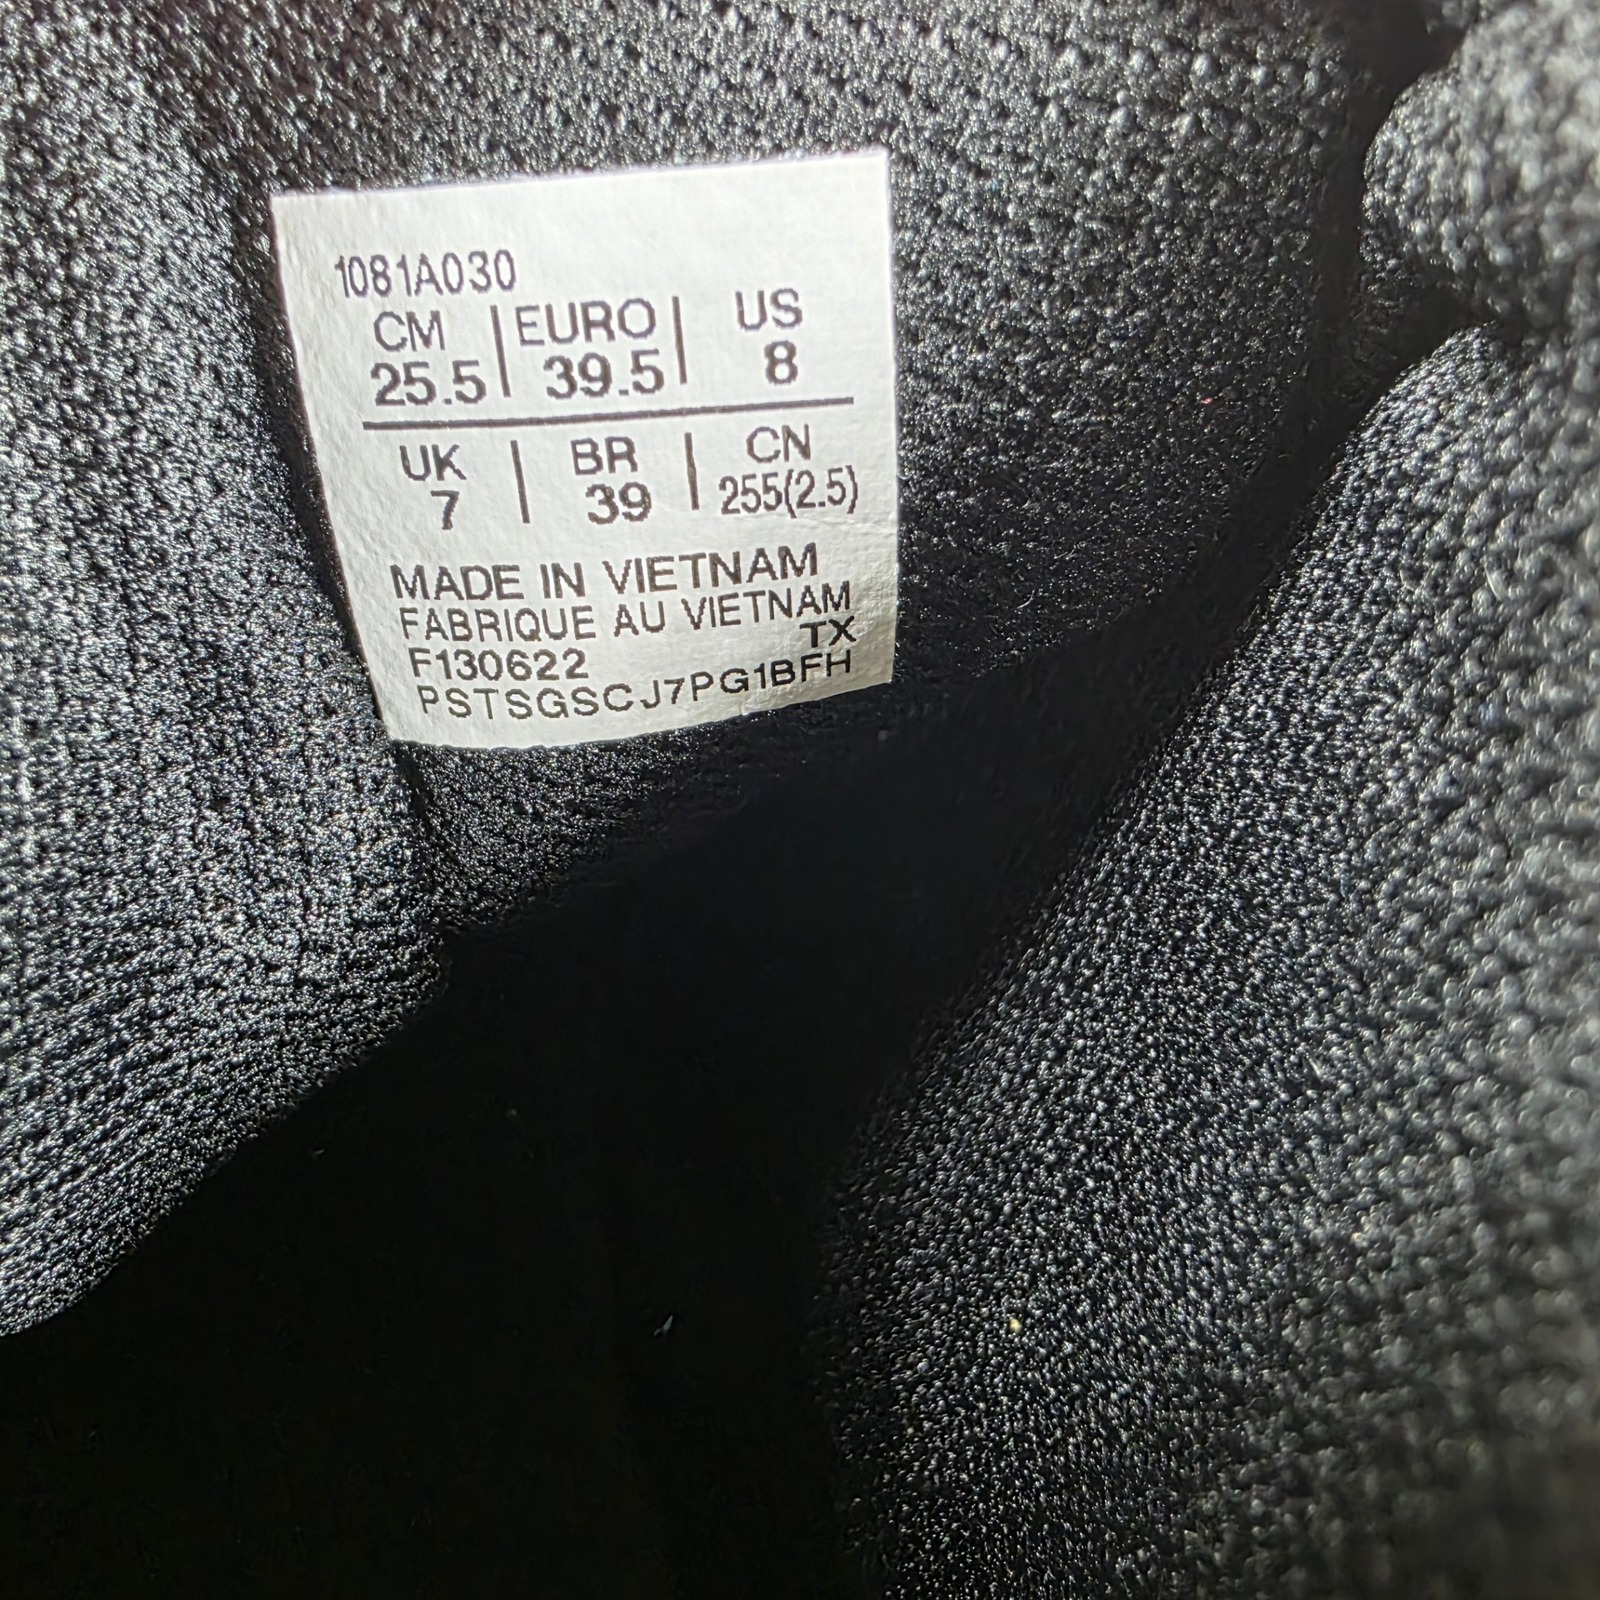 1081A030
CM | EURO | US
25.5 | 39.5 | 8
UK | BR | CN
7 | 39 | 255(2.5)
MADE IN VIETNAM
FABRIQUE AU VIETNAM
TX
F130622
PSTSGSCJ7PG1BFH